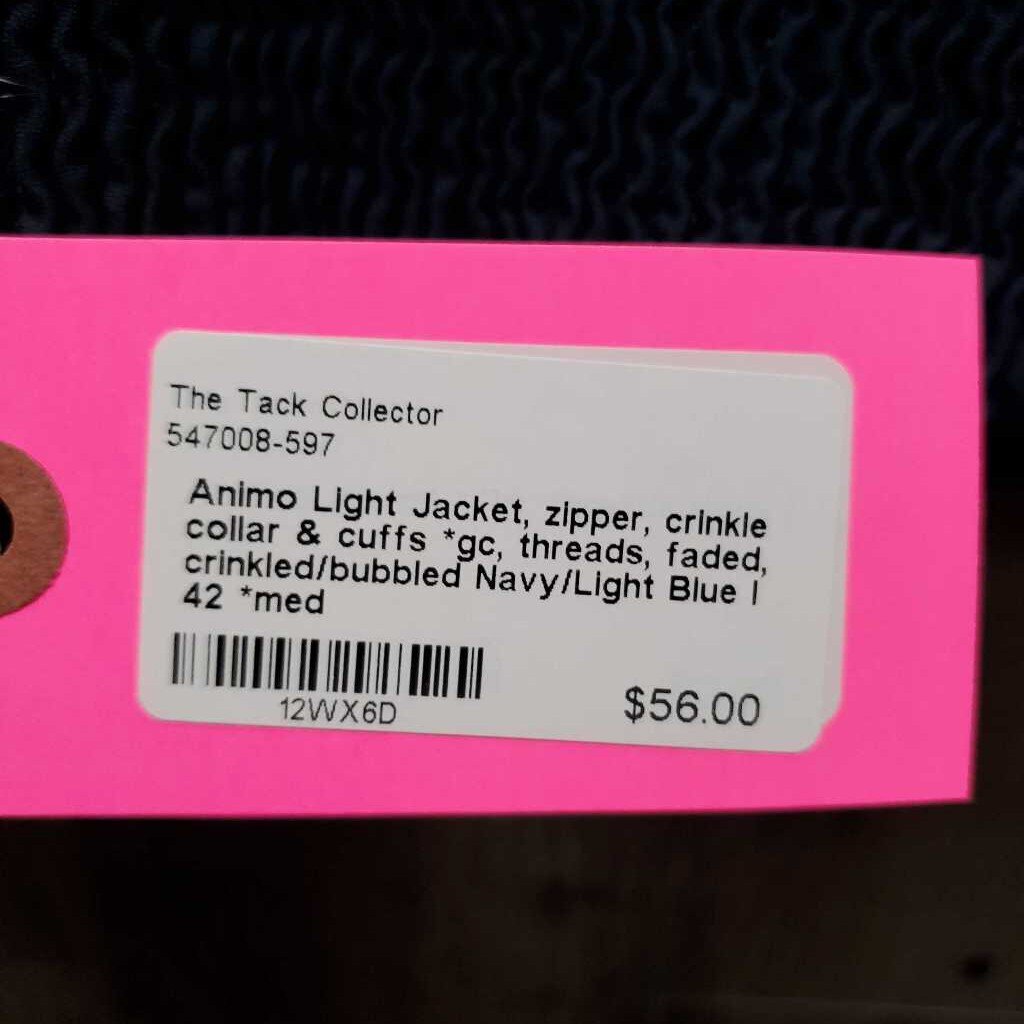 The Tack Collector
547008-597
Animo Light Jacket, zipper, crinkle
collar & cuffs *gc, threads, faded,
crinkled/bubbled Navy/Light Blue I
42 *med
12WX6D
$56.00